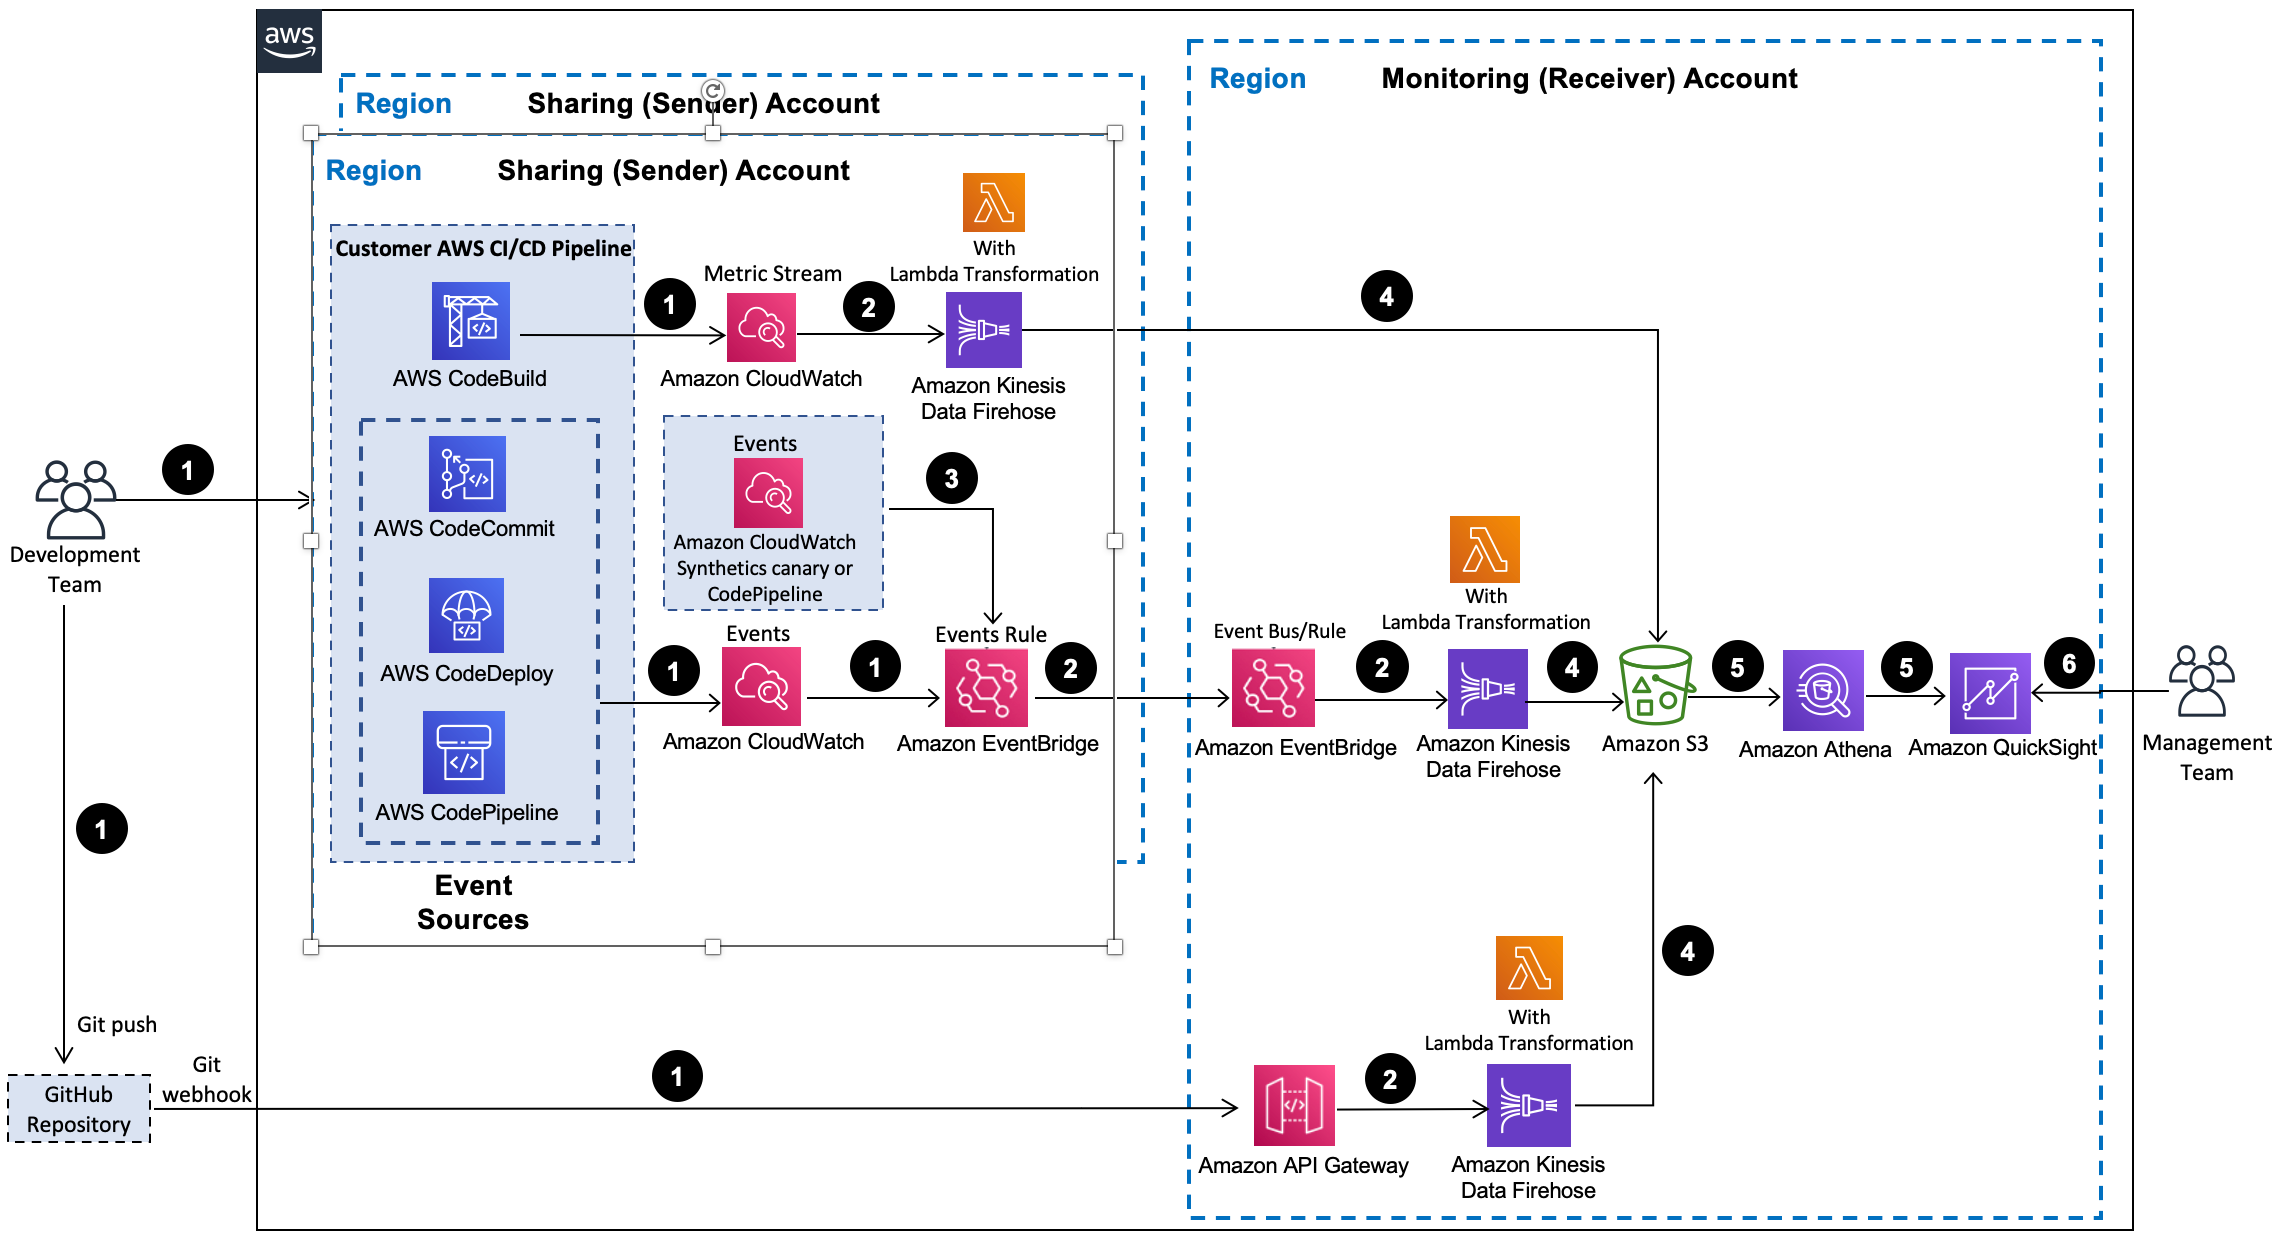 aws
Region Sharing (Sender) Account
Region Sharing (Sender) Account
Customer AWS CI/CD Pipeline
AWS CodeBuild
AWS CodeCommit
AWS CodeDeploy
AWS CodePipeline
Event
Sources
1
Metric Stream
Amazon CloudWatch
2
With
Lambda Transformation
Amazon Kinesis
Data Firehose
Events
Amazon CloudWatch
Synthetics canary or
CodePipeline
3
1
Events
Amazon CloudWatch
1
Events Rule
Amazon EventBridge
2
1
Development
Team
1
Git push
GitHub
Repository
Git
webhook
1
Region Monitoring (Receiver) Account
4
Event Bus/Rule
Amazon EventBridge
2
With
Lambda Transformation
Amazon Kinesis
Data Firehose
4
Amazon S3
5
Amazon Athena
5
Amazon QuickSight
6
Management
Team
Amazon API Gateway
2
With
Lambda Transformation
Amazon Kinesis
Data Firehose
4